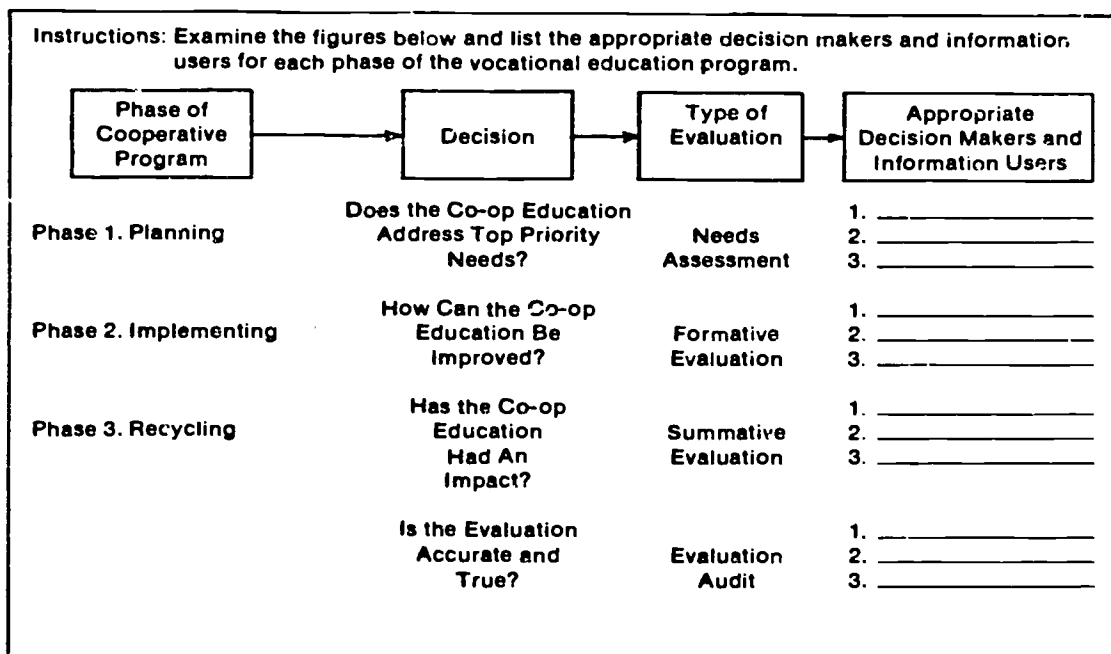 Instructions: Examine the figures below and list the appropriate decision makers and information
users for each phase of the vocational education program.
Phase of
Cooperative
Program
Decision
Type of
Evaluation
Appropriate
Decision Makers and
Information Users
Phase 1. Planning
Does the Co-op Education
Address Top Priority
Needs?
Needs
Assessment
1.
2.
3.
Phase 2. Implementing
How Can the Co-op
Education Be
Improved?
Formative
Evaluation
1.
2.
3.
Phase 3. Recycling
Has the Co-op
Education
Had An
Impact?
Summative
Evaluation
1.
2.
3.
Is the Evaluation
Accurate and
True?
Evaluation
Audit
1.
2.
3.